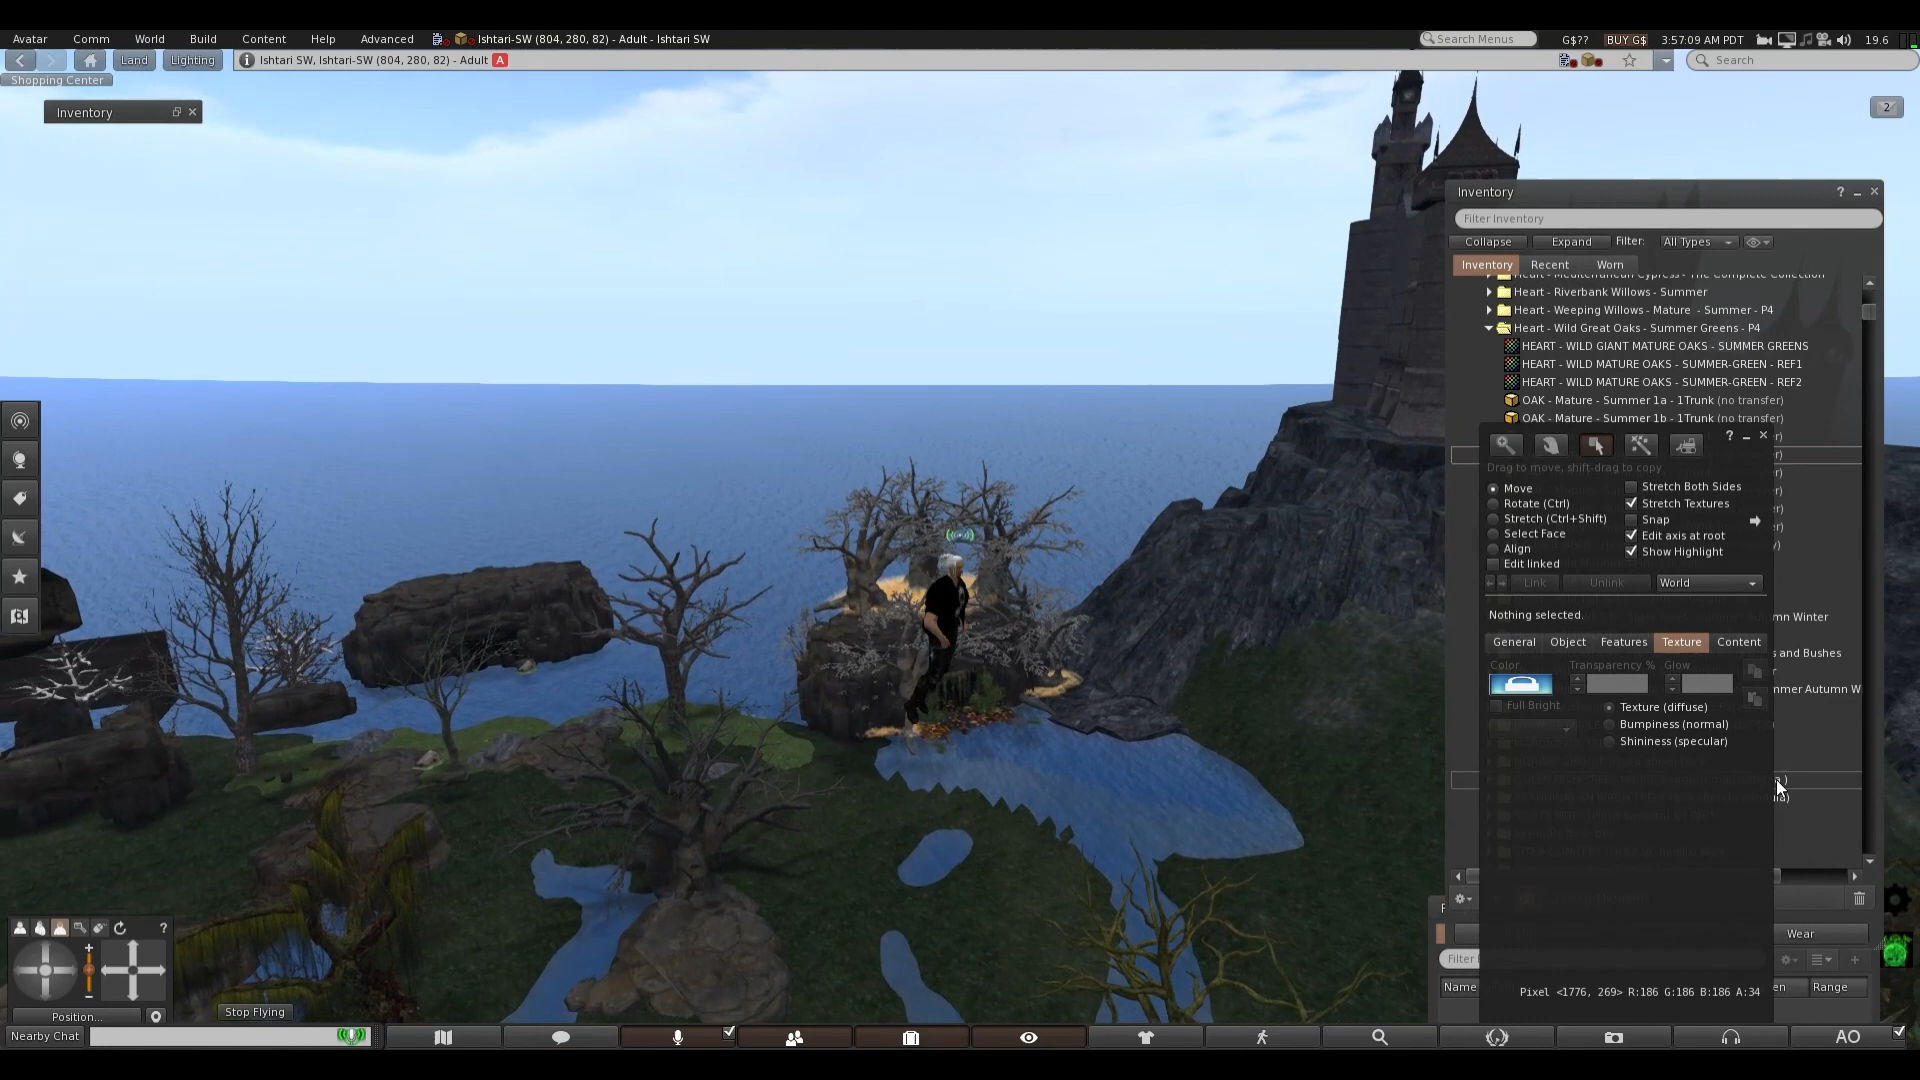 Avatar Comm World Build Content Help Advanced Ishtari-SW (804, 280, 82) - Adult - Ishtari SW Search Menus G$?? BUY G$ 3:57:09 AM PDT 19.6
Land Lighting Ishtari SW, Ishtari-SW (804, 280, 82) - Adult A Search
Shopping Center
Inventory
2
Inventory ?
Filter Inventory
Collapse Expand Filter: All Types
Inventory Recent Worn
Heart - Mediterranean Cypress - The Complete Collection
Heart - Riverbank Willows - Summer
Heart - Weeping Willows - Mature - Summer - P4
Heart - Wild Great Oaks - Summer Greens - P4
HEART - WILD GIANT MATURE OAKS - SUMMER GREENS
HEART - WILD MATURE OAKS - SUMMER-GREEN - REF1
HEART - WILD MATURE OAKS - SUMMER-GREEN - REF2
OAK - Mature - Summer 1a - 1Trunk (no transfer)
OAK - Mature - Summer 1b - 1Trunk (no transfer)
?
Drag to move, shift-drag to copy
Move
Rotate (Ctrl)
Stretch (Ctrl+Shift)
Select Face
Align
Edit linked
Stretch Both Sides
Stretch Textures
Snap
Edit axis at root
Show Highlight
Link Unlink World
Nothing selected.
mn Winter
General Object Features Texture Content
s and Bushes
Color Transparency % Glow
mmer Autumn W
Full Bright
Texture (diffuse)
Bumpiness (normal)
Shininess (specular)
Wear
Filter
Name Range
Pixel <1776, 269> R:186 G:186 B:186 A:34
?
Position...
Stop Flying
Nearby Chat AO